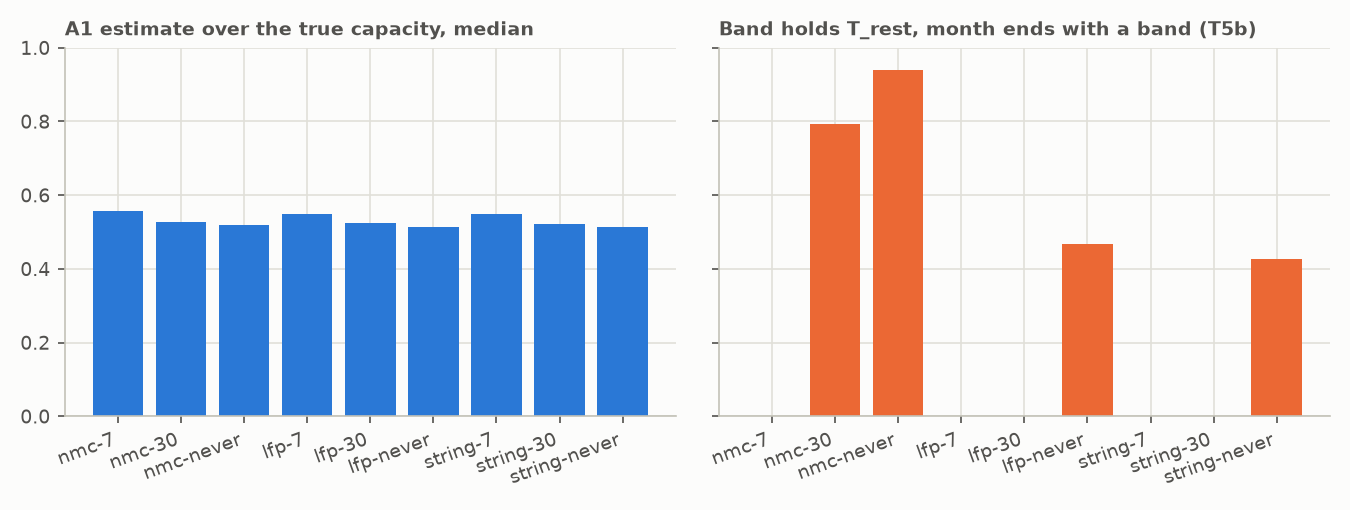 A1 estimate over the true capacity, median
1.0
0.8
0.6
0.4
0.2
0.0
nmc-7
nmc-30
nmc-never
lfp-7
lfp-30
lfp-never
string-7
string-30
string-never
Band holds T_rest, month ends with a band (T5b)
nmc-7
nmc-30
nmc-never
lfp-7
lfp-30
lfp-never
string-7
string-30
string-never